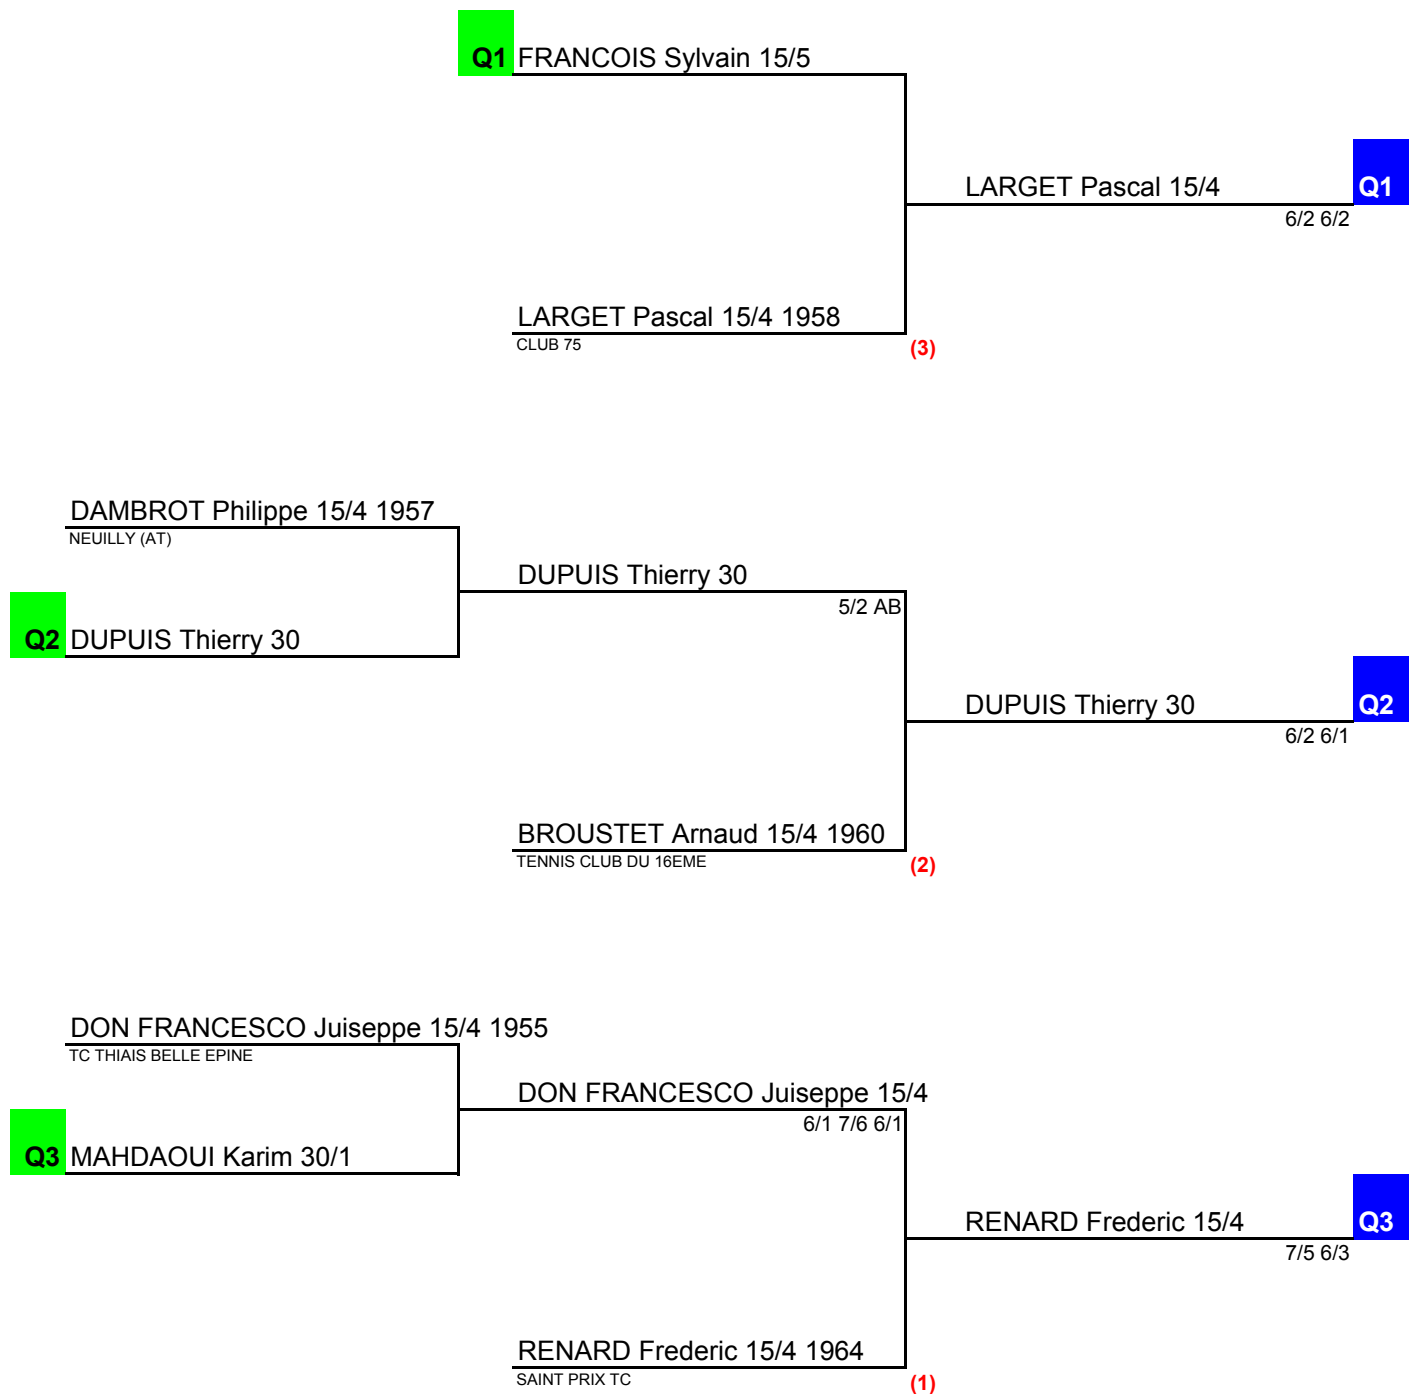 Q1 FRANCOIS Sylvain 15/5
LARGET Pascal 15/4 Q1
6/2 6/2
LARGET Pascal 15/4 1958
CLUB 75
(3)
DAMBROT Philippe 15/4 1957
NEUILLY (AT)
DUPUIS Thierry 30
5/2 AB
Q2 DUPUIS Thierry 30
DUPUIS Thierry 30 Q2
6/2 6/1
BROUSTET Arnaud 15/4 1960
TENNIS CLUB DU 16EME
(2)
DON FRANCESCO Juiseppe 15/4 1955
TC THIAIS BELLE EPINE
DON FRANCESCO Juiseppe 15/4
6/1 7/6 6/1
Q3 MAHDAOUI Karim 30/1
RENARD Frederic 15/4 Q3
7/5 6/3
RENARD Frederic 15/4 1964
SAINT PRIX TC
(1)